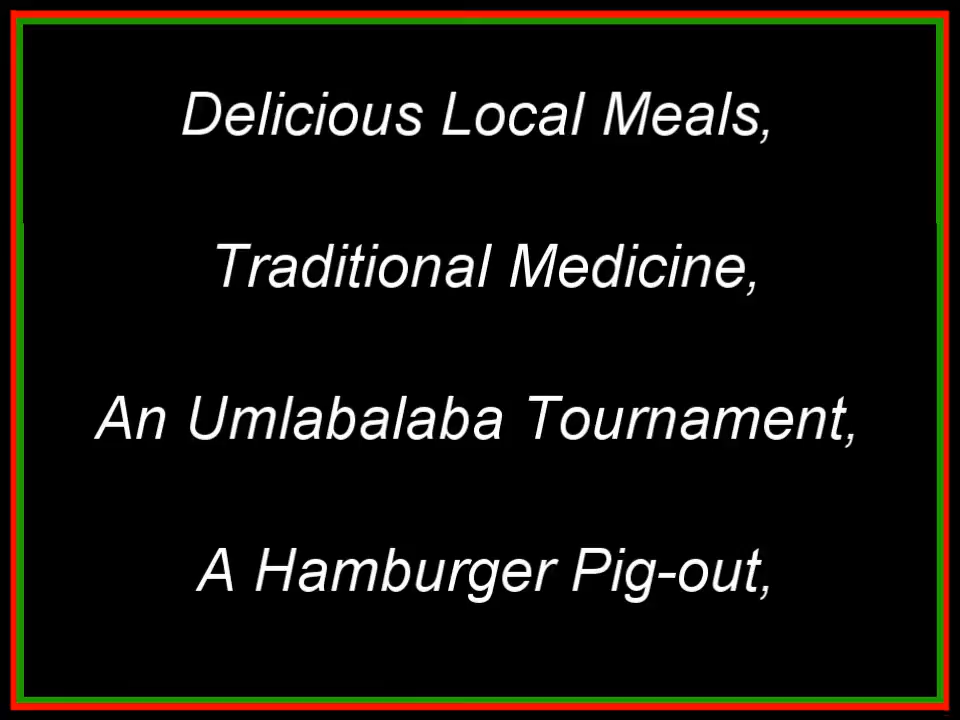 Delicious Local Meals,
Traditional Medicine,
An Umlabalaba Tournament,
A Hamburger Pig-out,